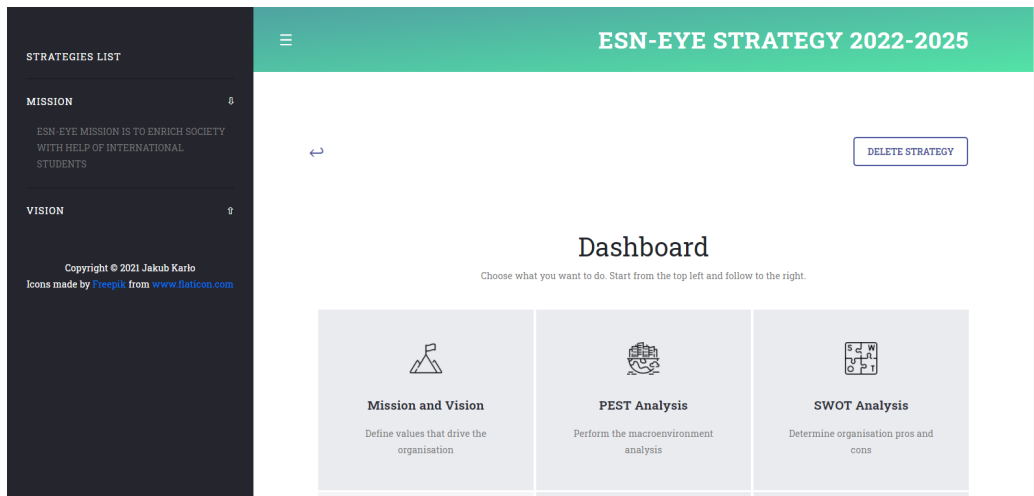 STRATEGIES LIST
MISSION
ESN-EYE MISSION IS TO ENRICH SOCIETY
WITH HELP OF INTERNATIONAL
STUDENTS
VISION
Copyright © 2021 Jakub Karło
Icons made by Freepik from www.flaticon.com
ESN-EYE STRATEGY 2022-2025
DELETE STRATEGY
Dashboard
Choose what you want to do. Start from the top left and follow to the right.
Mission and Vision
Define values that drive the
organisation
PEST Analysis
Perform the macroenvironment
analysis
S W
O T
SWOT Analysis
Determine organisation pros and
cons